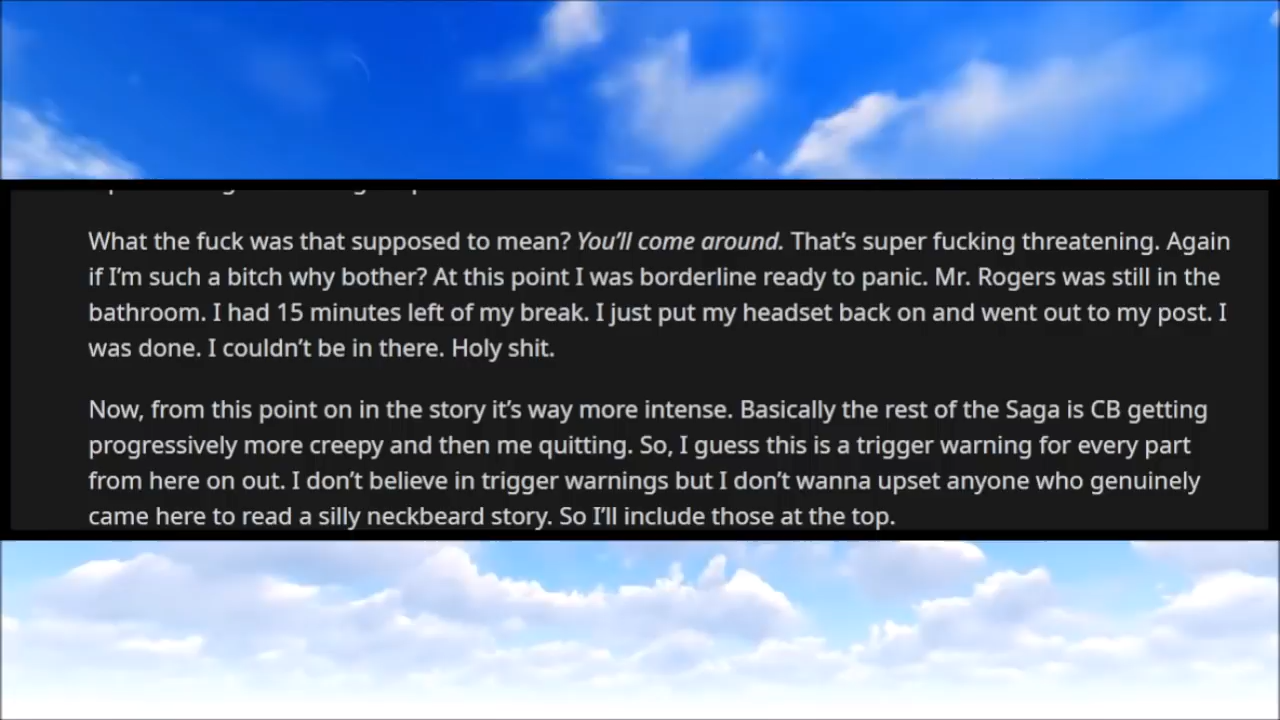 What the fuck was that supposed to mean? You’ll come around. That’s super fucking threatening. Again
if I’m such a bitch why bother? At this point I was borderline ready to panic. Mr. Rogers was still in the
bathroom. I had 15 minutes left of my break. I just put my headset back on and went out to my post. I
was done. I couldn’t be in there. Holy shit.
Now, from this point on in the story it’s way more intense. Basically the rest of the Saga is CB getting
progressively more creepy and then me quitting. So, I guess this is a trigger warning for every part
from here on out. I don’t believe in trigger warnings but I don’t wanna upset anyone who genuinely
came here to read a silly neckbeard story. So I’ll include those at the top.